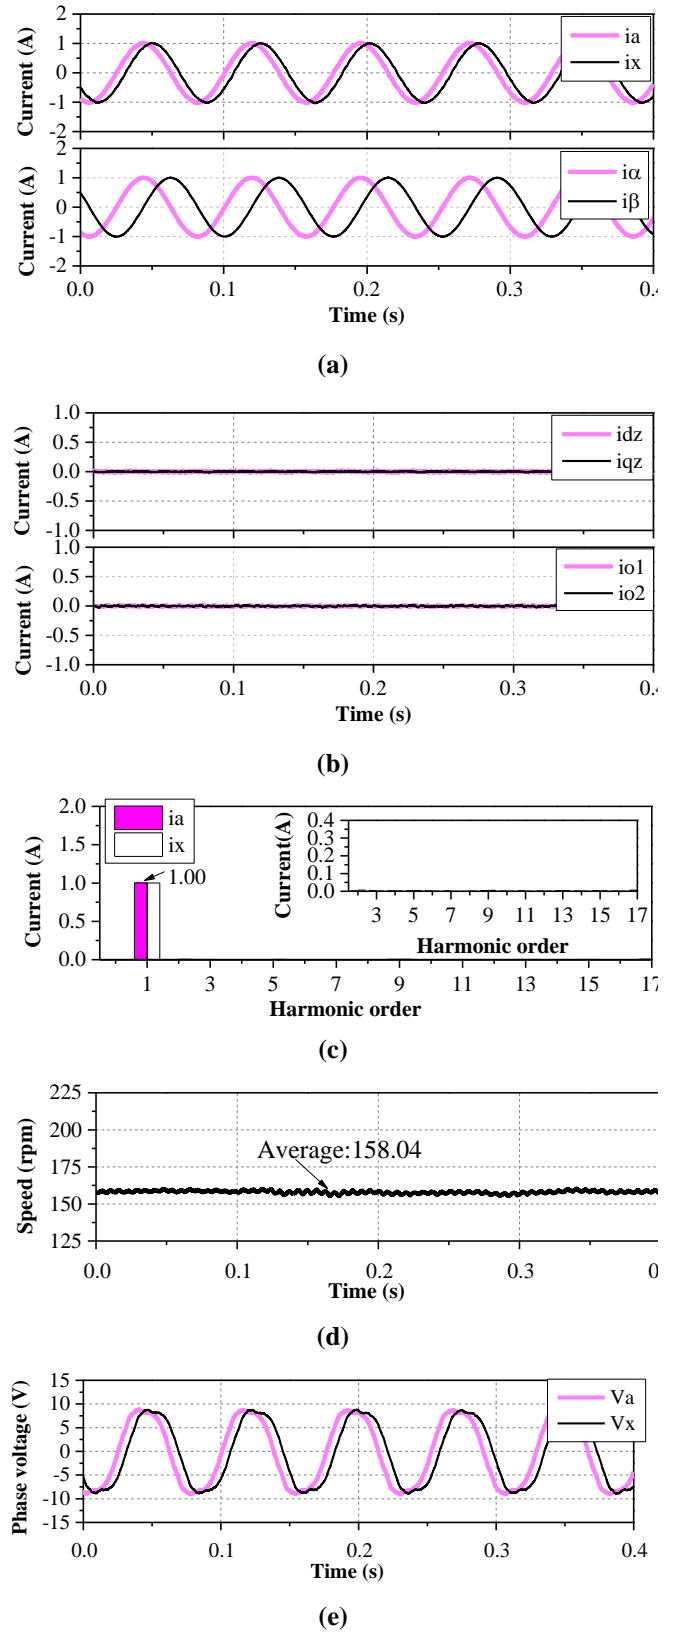 2
1
0
-1
2
Current (A)
ia
ix
2
1
0
-1
-2
Current (A)
iα
iβ
0.0 0.1 0.2 0.3 0.4
Time (s)
(a)
1.0
0.5
0.0
-0.5
-1.0
Current (A)
idz
iqz
1.0
0.5
0.0
-0.5
-1.0
Current (A)
io1
io2
0.0 0.1 0.2 0.3 0.4
Time (s)
(b)
2.0
1.5
1.0
0.5
0.0
Current (A)
ia
ix
1.00
0.4
0.3
0.2
0.1
0.0
Current(A)
3 5 7 9 11 13 15 17
Harmonic order
1 3 5 7 9 11 13 15 17
Harmonic order
(c)
225
200
175
150
125
Speed (rpm)
Average:158.04
0.0 0.1 0.2 0.3 0
Time (s)
(d)
15
10
5
0
-5
-10
-15
Phase voltage (V)
Va
Vx
0.0 0.1 0.2 0.3 0.4
Time (s)
(e)